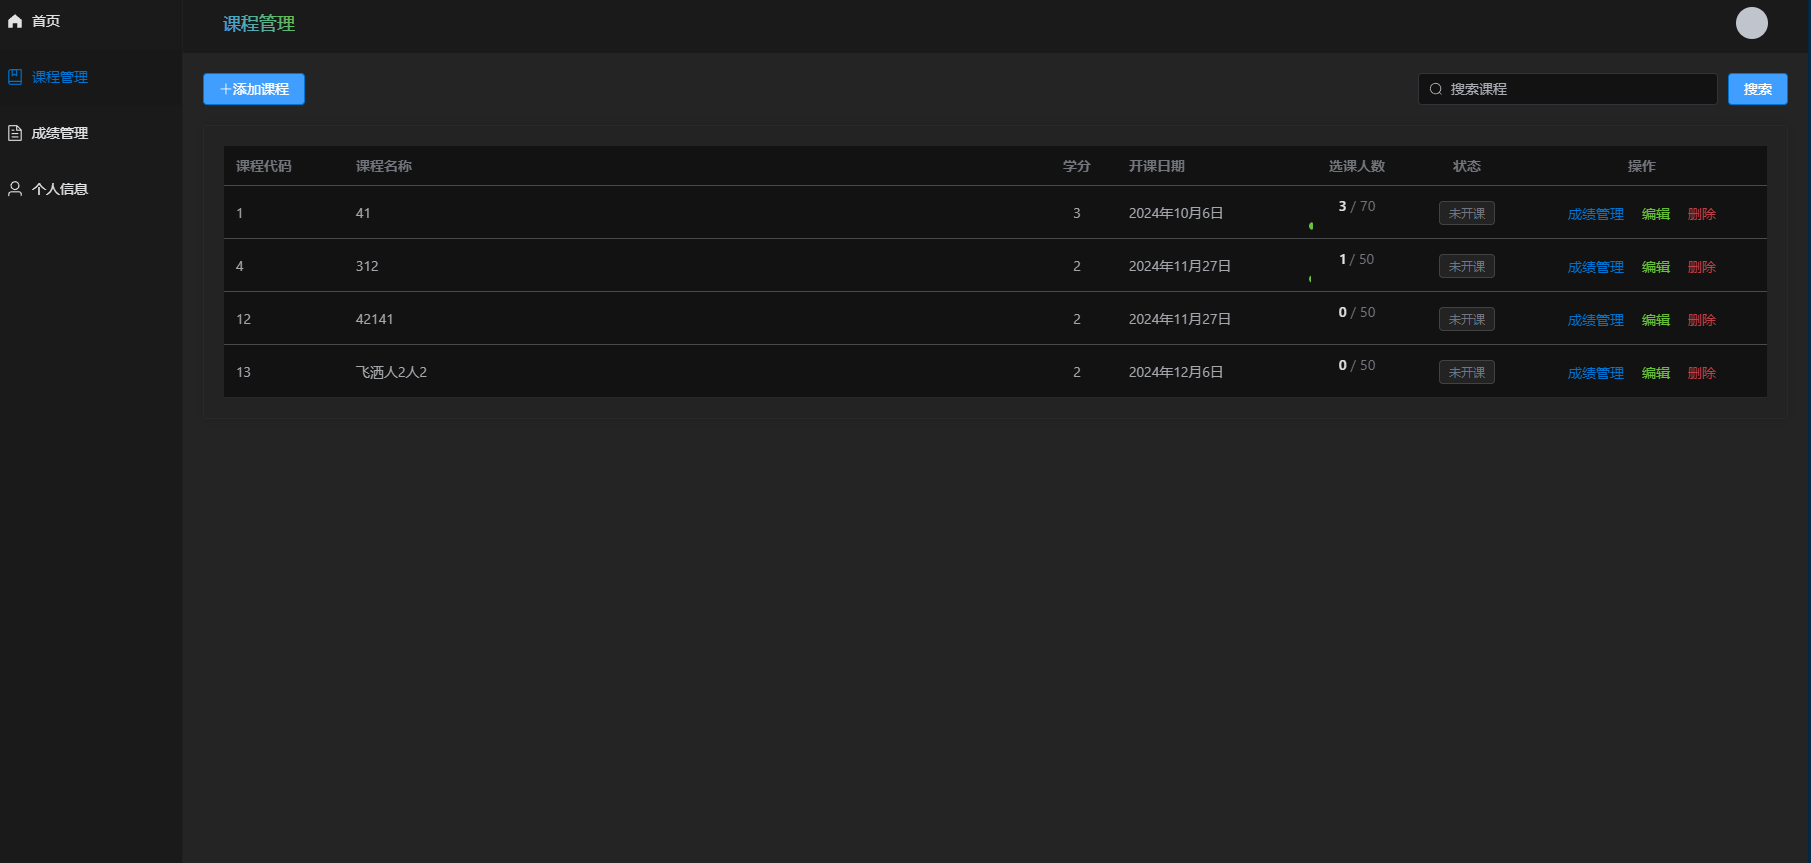 首页
课程管理
成绩管理
个人信息
课程管理
添加课程
搜索课程
搜索
课程代码 课程名称 学分 开课日期 选课人数 状态 操作
1 41 3 2024年10月6日 3 / 70 未开课 成绩管理 编辑 删除
4 312 2 2024年11月27日 1 / 50 未开课 成绩管理 编辑 删除
12 42141 2 2024年11月27日 0 / 50 未开课 成绩管理 编辑 删除
13 飞洒人2人2 2 2024年12月6日 0 / 50 未开课 成绩管理 编辑 删除